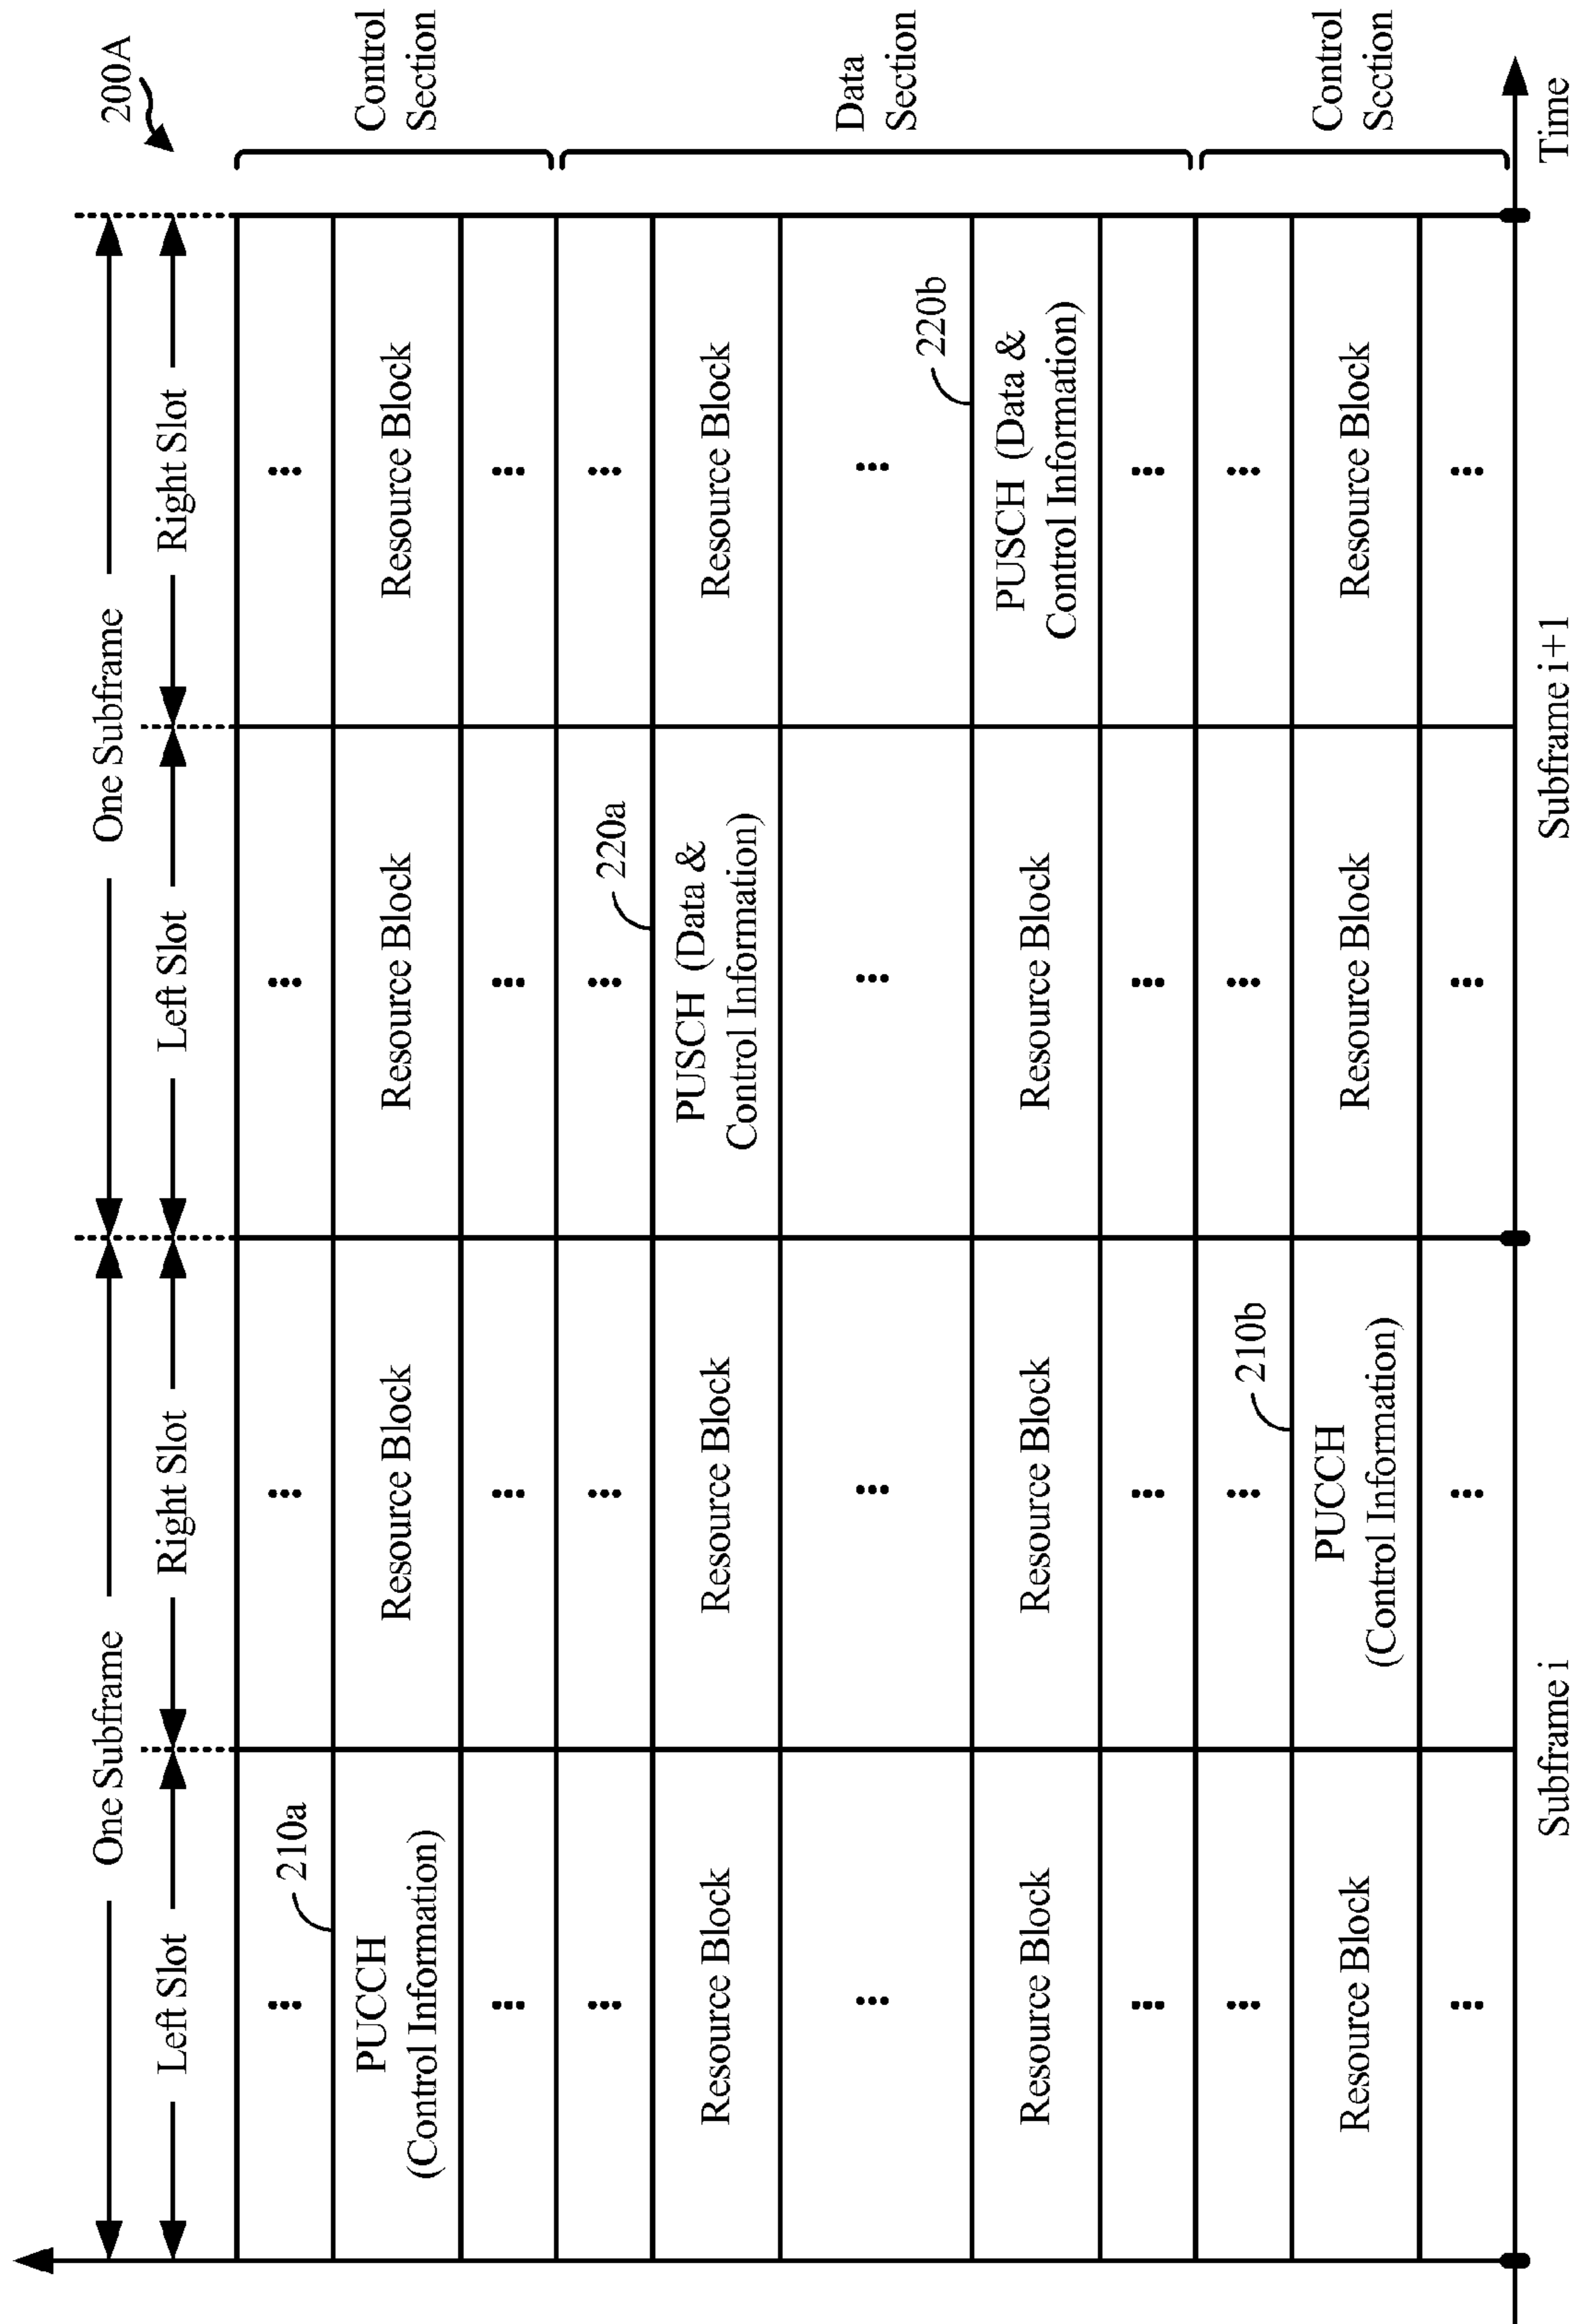 200A
One Subframe
One Subframe
Left Slot
Right Slot
Left Slot
Right Slot
210a
PUCCH
(Control Information)
Resource Block
Resource Block
Resource Block
Control
Section
220a
Resource Block
Resource Block
PUSCH (Data &
Control Information)
Resource Block
Data
Section
220b
Resource Block
Resource Block
Resource Block
PUSCH (Data &
Control Information)
210b
Resource Block
PUCCH
(Control Information)
Resource Block
Resource Block
Control
Scction
Subframe i
Subframe i+1
Time